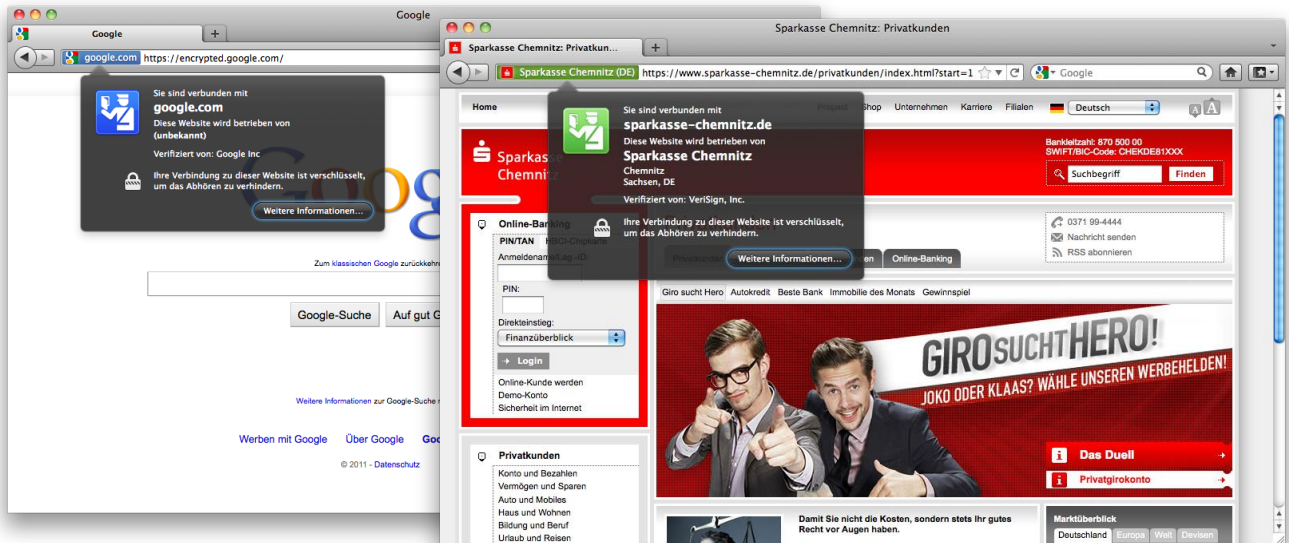 Google
Google
google.com https://encrypted.google.com/
Sie sind verbunden mit
google.com
Diese Website wird betrieben von
(unbekannt)
Verifiziert von: Google Inc
Ihre Verbindung zu dieser Website ist verschlüsselt,
um das Abhören zu verhindern.
Weitere Informationen...
Zum klassischen Google zurückkehre
Google-Suche
Auf gut G
Weitere Informationen zur Google-Suche
Werben mit Google Über Google Goo
© 2011 - Datenschutz
Sparkasse Chemnitz: Privatkunden
Sparkasse Chemnitz: Privatkun...
Sparkasse Chemnitz (DE) https://www.sparkasse-chemnitz.de/privatkunden/index.html?start=1
Google
Home
Shop Unternehmen Karriere Filialen
Deutsch
A A
Sie sind verbunden mit
sparkasse-chemnitz.de
Diese Website wird betrieben von
Sparkasse Chemnitz
Chemnitz
Sachsen, DE
Verifiziert von: VeriSign, Inc.
Ihre Verbindung zu dieser Website ist verschlüsselt,
um das Abhören zu verhindern.
Weitere Informationen...
Sparkasse
Chemnitz
Bankleitzahl: 870 500 00
SWIFT/BIC-Code: CHEKDE81XXX
Suchbegriff
Finden
0371 99-4444
Nachricht senden
RSS abonnieren
Online-Banking
Online-Banking
PIN/TAN HBCI-Chipkarte
Anmeldename/Leg.-ID:
PIN:
Direkteinstieg:
Finanzüberblick
Login
Online-Kunde werden
Demo-Konto
Sicherheit im Internet
Giro sucht Hero Autokredit Beste Bank Immobilie des Monats Gewinnspiel
GIRO SUCHT HERO!
JOKO ODER KLAAS? WÄHLE UNSEREN WERBEHELDEN!
Das Duell
Privatgirokonto
Privatkunden
Konto und Bezahlen
Vermögen und Sparen
Auto und Mobiles
Haus und Wohnen
Bildung und Beruf
Urlaub und Reisen
Damit Sie nicht die Kosten, sondern stets Ihr gutes
Recht vor Augen haben.
Marktüberblick
Deutschland Europa Welt Devisen